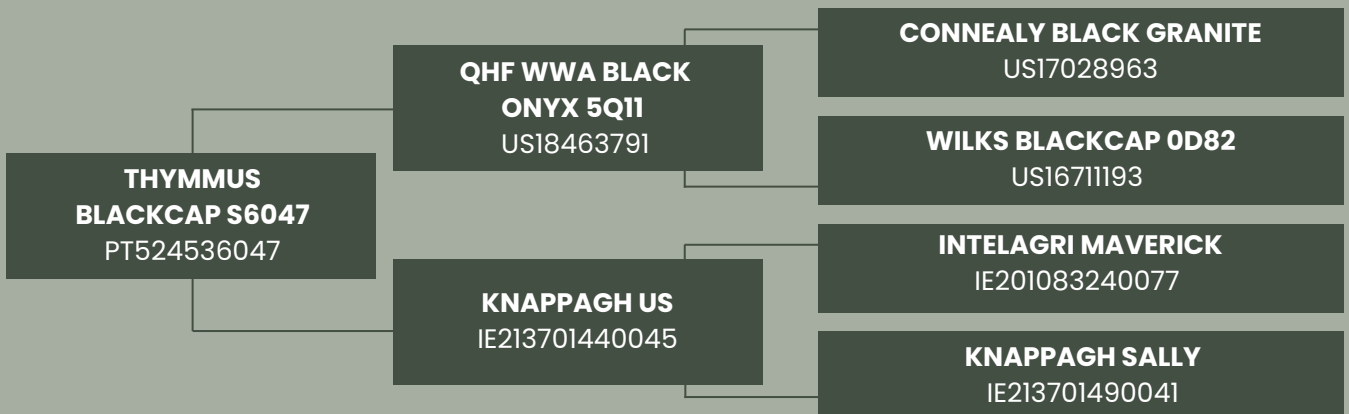 CONNEALY BLACK GRANITE
US17028963
QHF WWA BLACK
ONYX 5Q11
US18463791
WILKS BLACKCAP 0D82
US16711193
THYMMUS
BLACKCAP S6047
PT524536047
INTELAGRI MAVERICK
IE201083240077
KNAPPAGH US
IE213701440045
KNAPPAGH SALLY
IE213701490041